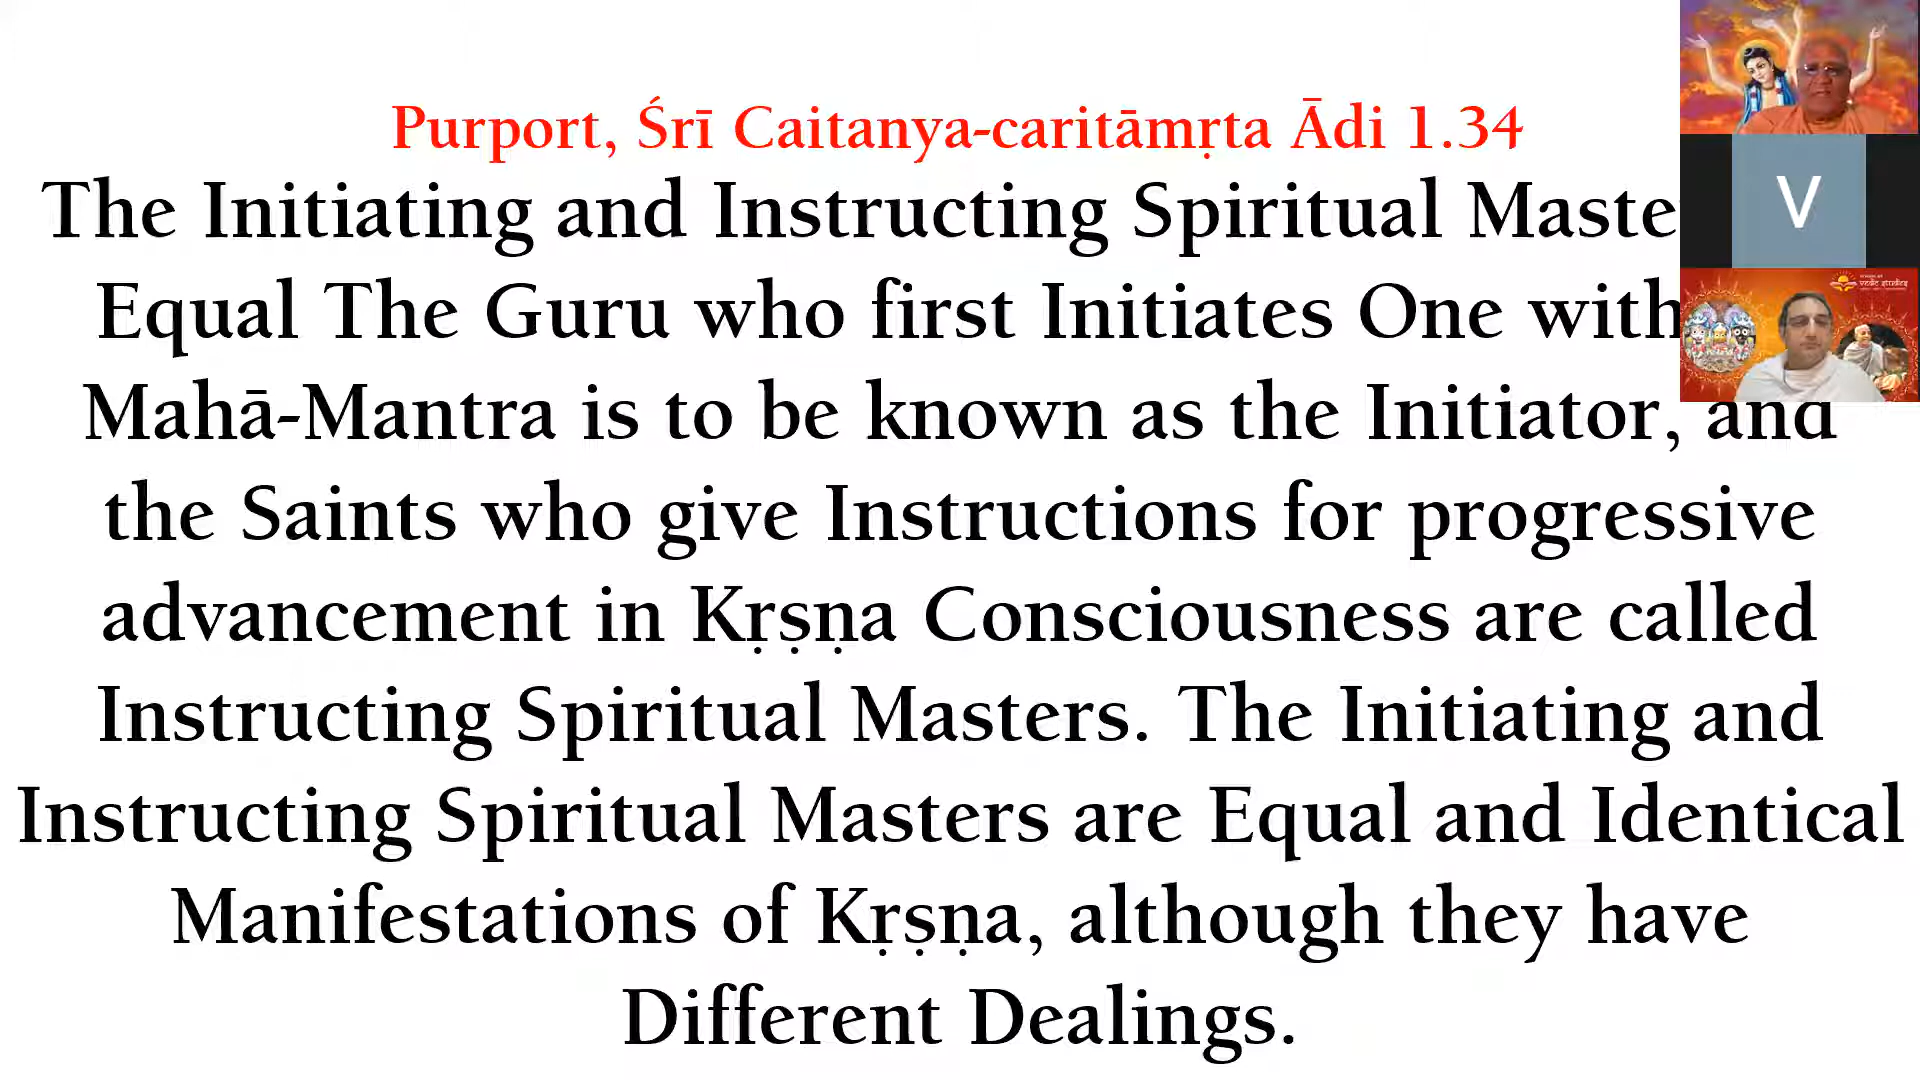 Purport, Śrī Caitanya-caritāmṛta Ādi 1.34
The Initiating and Instructing Spiritual
Equal The Guru who first Initiates One with
Mahā-Mantra is to be known as the Initiator, and
the Saints who give Instructions for progressive
advancement in Kṛṣṇa Consciousness are called
Instructing Spiritual Masters. The Initiating and
Instructing Spiritual Masters are Equal and Identical
Manifestations of Kṛṣṇa, although they have
Different Dealings.
V
vedic studies